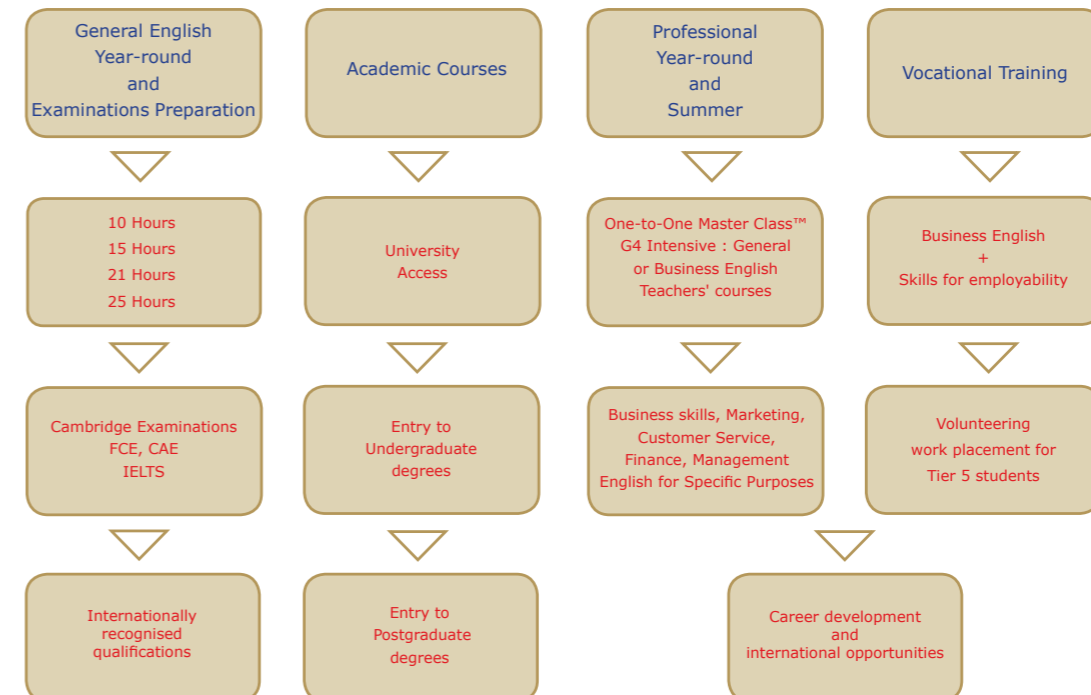 General English
Year-round
and
Examinations Preparation
Academic Courses
Professional
Year-round
and
Summer
Vocational Training
10 Hours
15 Hours
21 Hours
25 Hours
University
Access
One-to-One Master Class™
G4 Intensive : General
or Business English
Teachers' courses
Business English
+
Skills for employability
Cambridge Examinations
FCE, CAE
IELTS
Entry to
Undergraduate
degrees
Business skills, Marketing,
Customer Service,
Finance, Management
English for Specific Purposes
Volunteering
work placement for
Tier 5 students
Internationally
recognised
qualifications
Entry to
Postgraduate
degrees
Career development
and
international opportunities